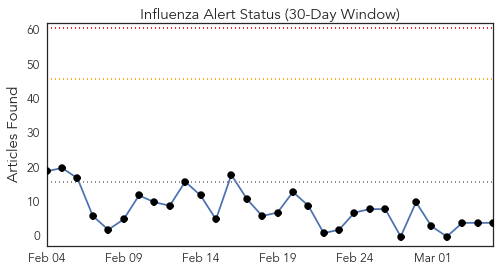 Influenza Alert Status (30-Day Window)
Articles Found
60
50
40
30
20
10
0
Feb 04 Feb 09 Feb 14 Feb 19 Feb 24 Mar 01